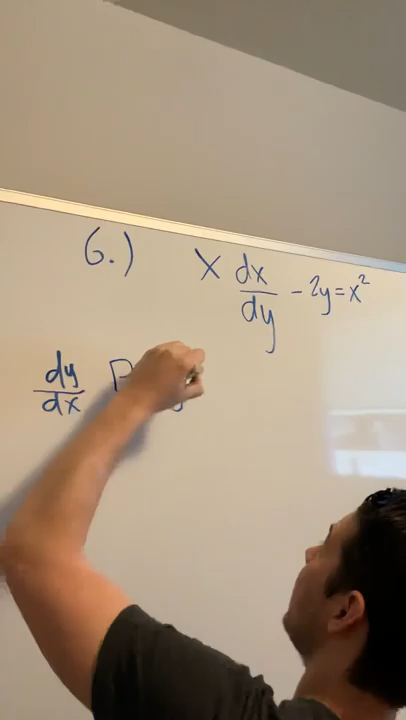 6.) x dx/dy - 2y = x²
dy/dx P